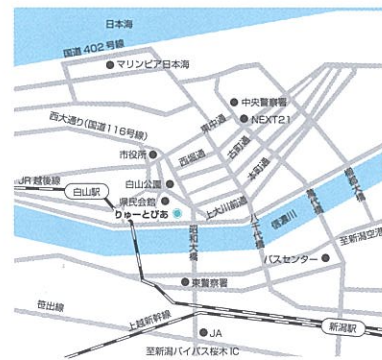 日本海
国道402号線
マリンピア日本海
中央警察署
NEXT21
東中通
古町通
西大通り(国道116号線)
市役所
西堀通
本町通
JR越後線
白山駅
白山公園
県民会館
りゅーとぴあ
上大川前通
昭和大橋
八千代橋
信濃川
萬代橋
柳都大橋
至新潟空港
バスセンター
東警察署
笹出線
上越新幹線
新潟駅
JA
至新潟バイパス桜木IC